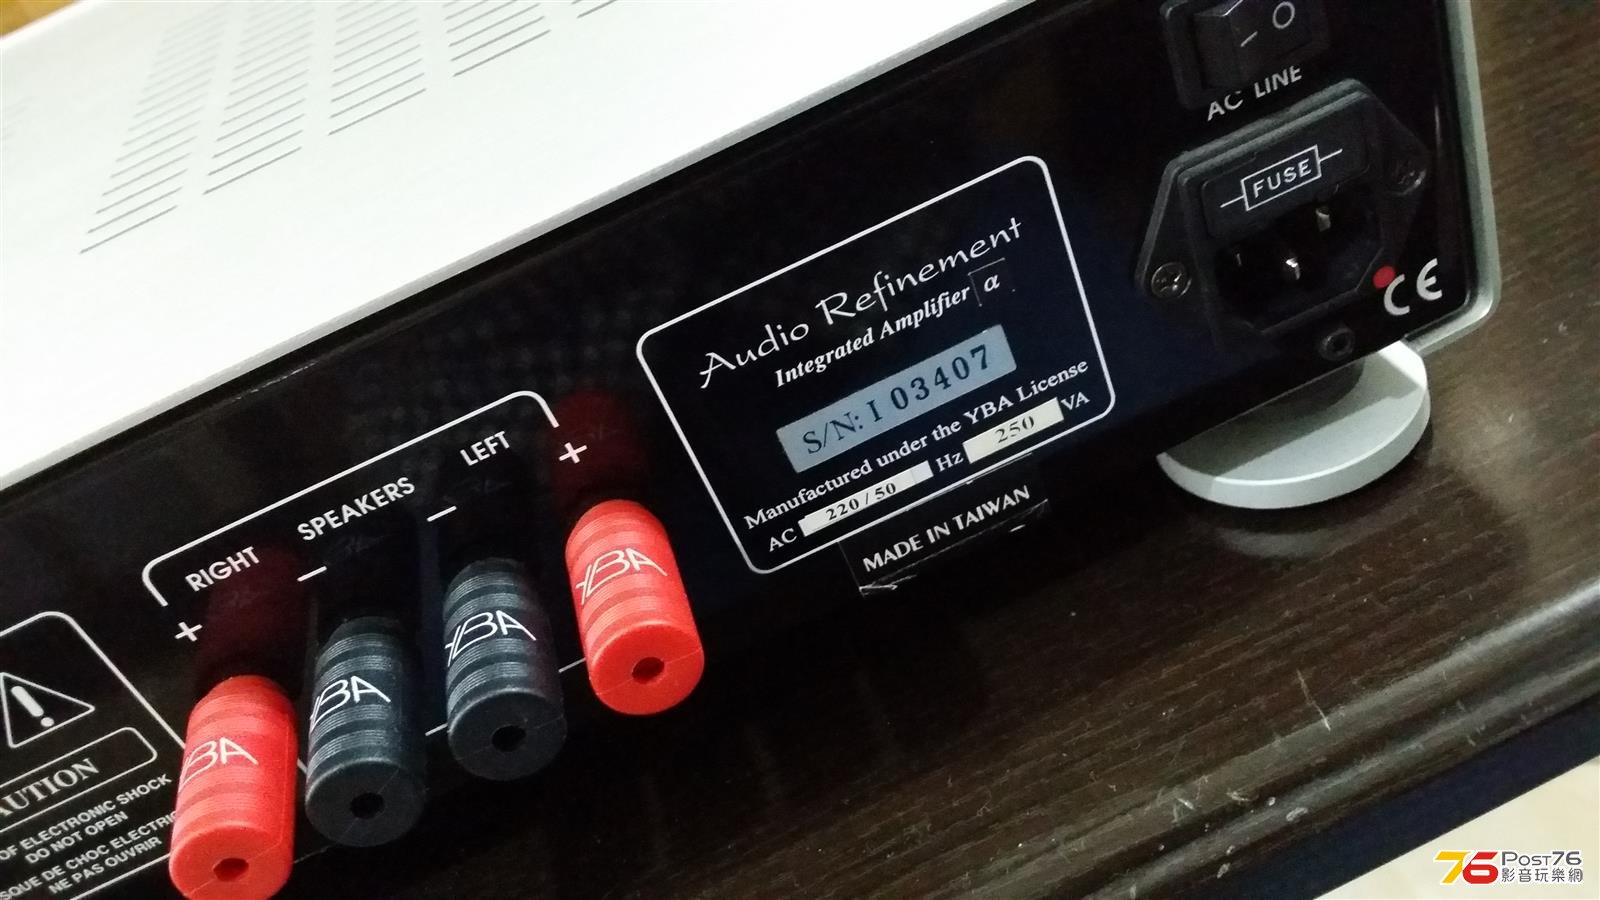 AC LINE
FUSE
CE
Audio Refinement
Integrated Amplifier α
S/N: I 03407
Manufactured under the YBA License
AC 220 / 50 Hz 250 VA
MADE IN TAIWAN
SPEAKERS
RIGHT
LEFT
+ − − +
YBA
YBA
YBA
YBA
AUTION
OF ELECTRONIC SHOCK
DO NOT OPEN
SQUE DE CHOC ELECTRI
NE PAS OUVRIR
76 POST76
影音玩樂網